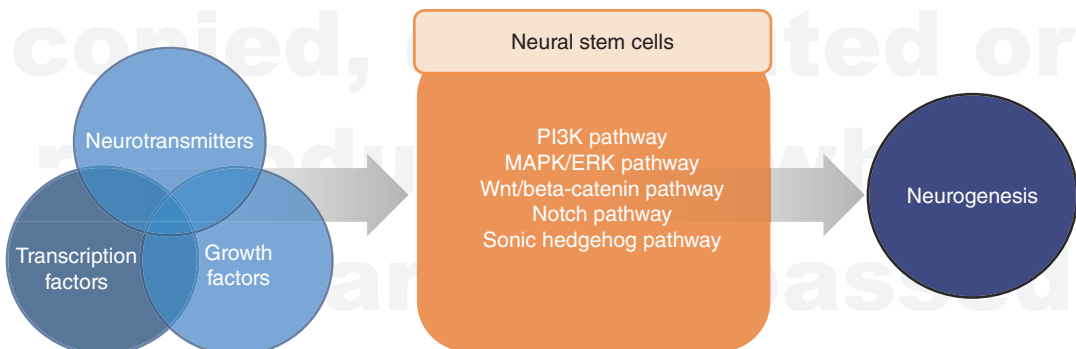 copied,
ted or
Neural stem cells
Neurotransmitters
Transcription
factors
Growth
factors
PI3K pathway
MAPK/ERK pathway
Wnt/beta-catenin pathway
Notch pathway
Sonic hedgehog pathway
Neurogenesis
passed